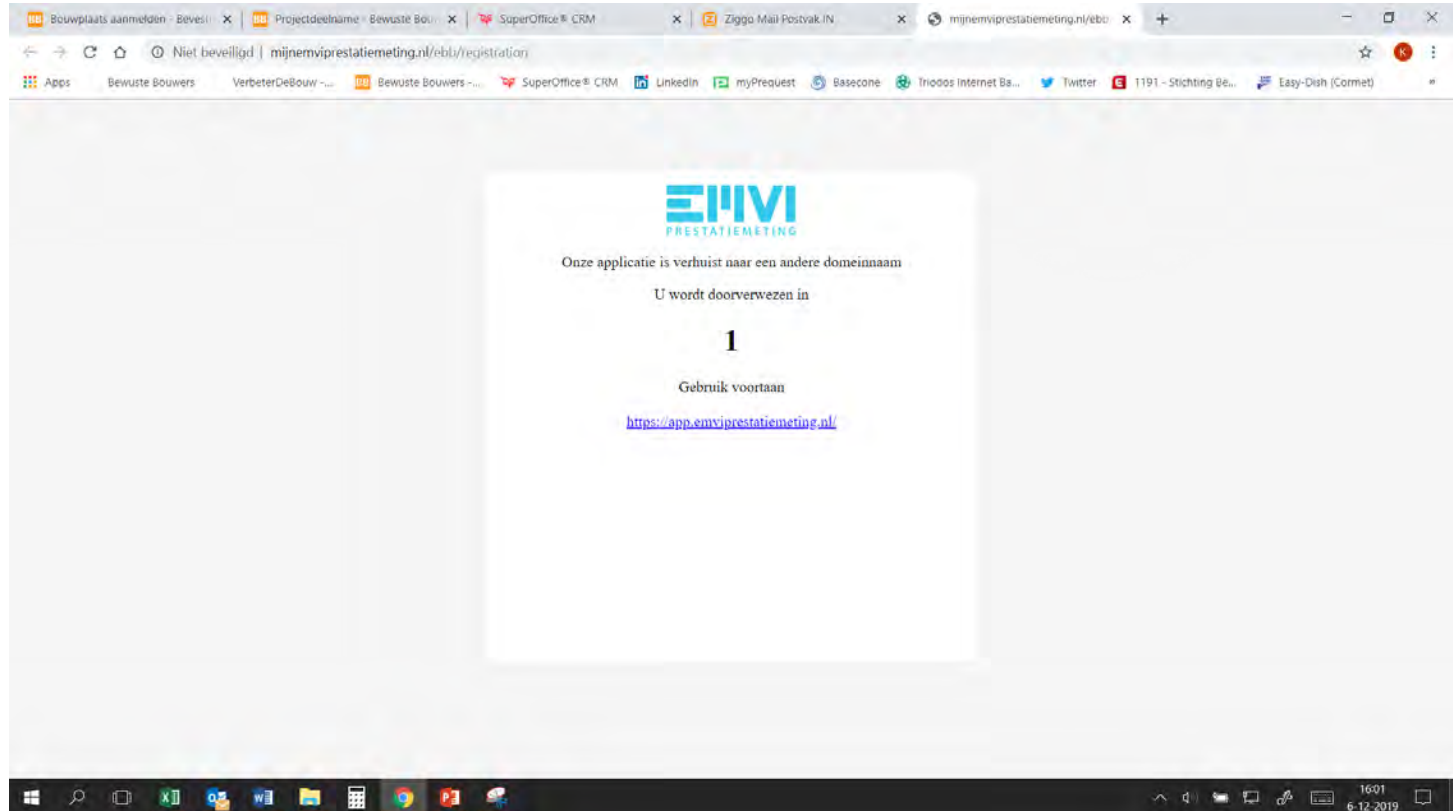 Bouwplaats aanmelden - Bevesti
Projectdeelname - Bewuste Bou
SuperOffice® CRM
Ziggo Mail Postvak IN
mijnemviprestatiemeting.nl/ebb
Niet beveiligd | mijnemviprestatiemeting.nl/ebb/registration
K
Apps
Bewuste Bouwers
VerbeterDeBouw -...
Bewuste Bouwers -...
SuperOffice® CRM
LinkedIn
myPrequest
Basecone
Triodos Internet Ba...
Twitter
1191 - Stichting Be...
Easy-Dish (Cormet)
EMVI
PRESTATIEMETING
Onze applicatie is verhuist naar een andere domeinnaam
U wordt doorverwezen in
1
Gebruik voortaan
https://app.emviprestatiemeting.nl/
16:01
6-12-2019